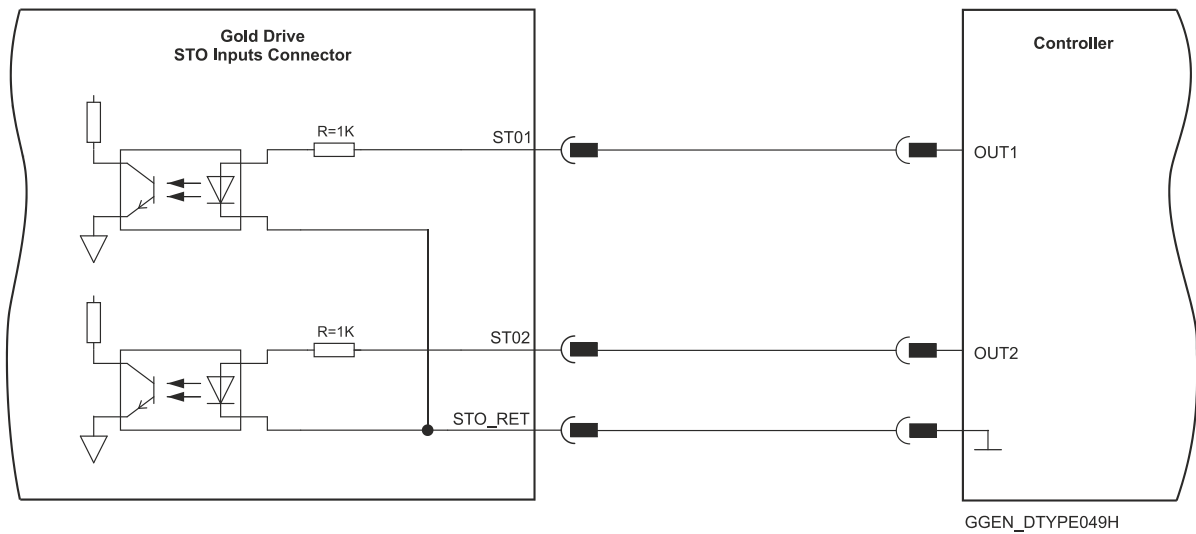 Gold Drive
STO Inputs Connector
Controller
R=1K
ST01
OUT1
R=1K
ST02
OUT2
STO_RET
GGEN_DTYPE049H